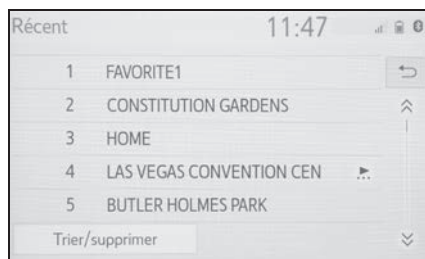 Récent 11:47
1 FAVORITE1
2 CONSTITUTION GARDENS
3 HOME
4 LAS VEGAS CONVENTION CEN
5 BUTLER HOLMES PARK
Trier/supprimer